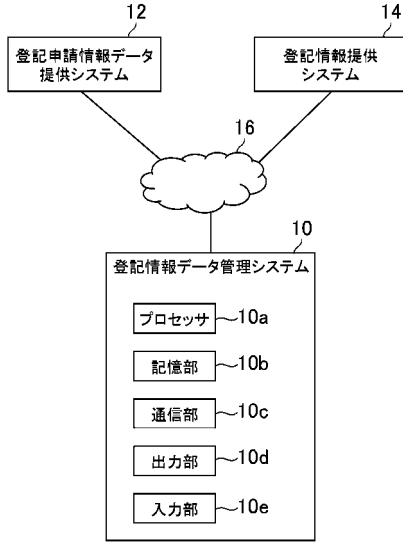 12
登記申請情報データ
提供システム
14
登記情報提供
システム
16
10
登記情報データ管理システム
プロセッサ 10a
記憶部 10b
通信部 10c
出力部 10d
入力部 10e